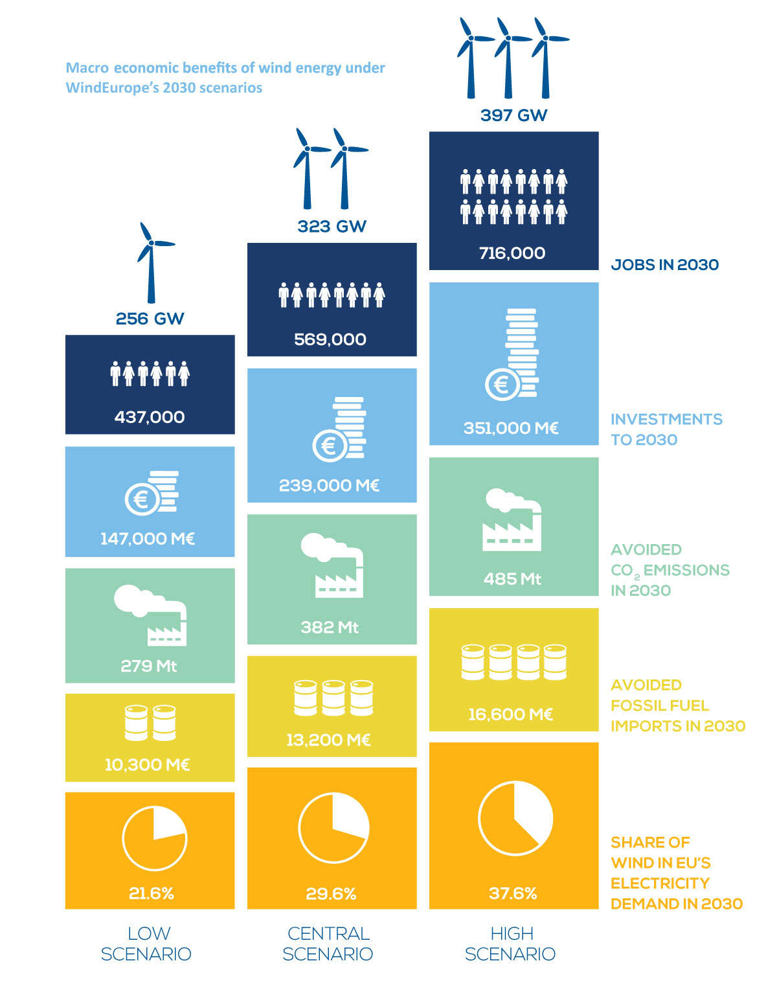 Macro economic benefits of wind energy under
WindEurope's 2030 scenarios
256 GW
437,000
147,000 M€
279 Mt
10,300 M€
21.6%
LOW
SCENARIO
323 GW
569,000
€
239,000 M€
382 Mt
13,200 M€
29.6%
CENTRAL
SCENARIO
397 GW
716,000
€
351,000 M€
485 Mt
16,600 M€
37.6%
HIGH
SCENARIO
€
JOBS IN 2030
INVESTMENTS
TO 2030
AVOIDED
CO₂ EMISSIONS
IN 2030
AVOIDED
FOSSIL FUEL
IMPORTS IN 2030
SHARE OF
WIND IN EU'S
ELECTRICITY
DEMAND IN 2030